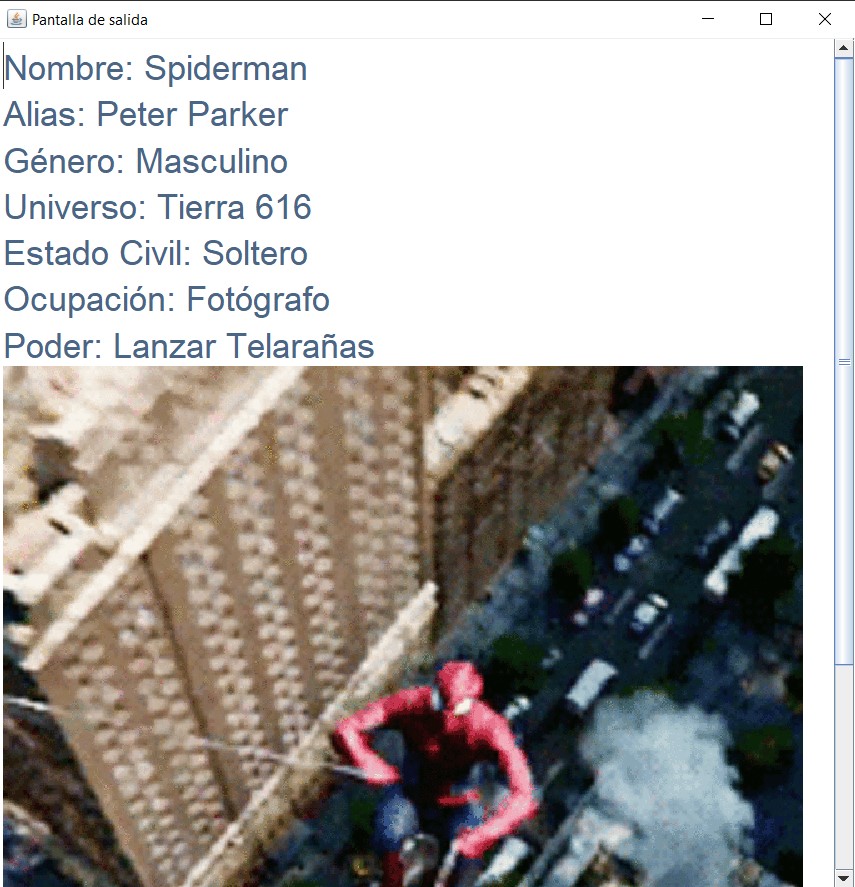 Pantalla de salida
Nombre: Spiderman
Alias: Peter Parker
Género: Masculino
Universo: Tierra 616
Estado Civil: Soltero
Ocupación: Fotógrafo
Poder: Lanzar Telarañas